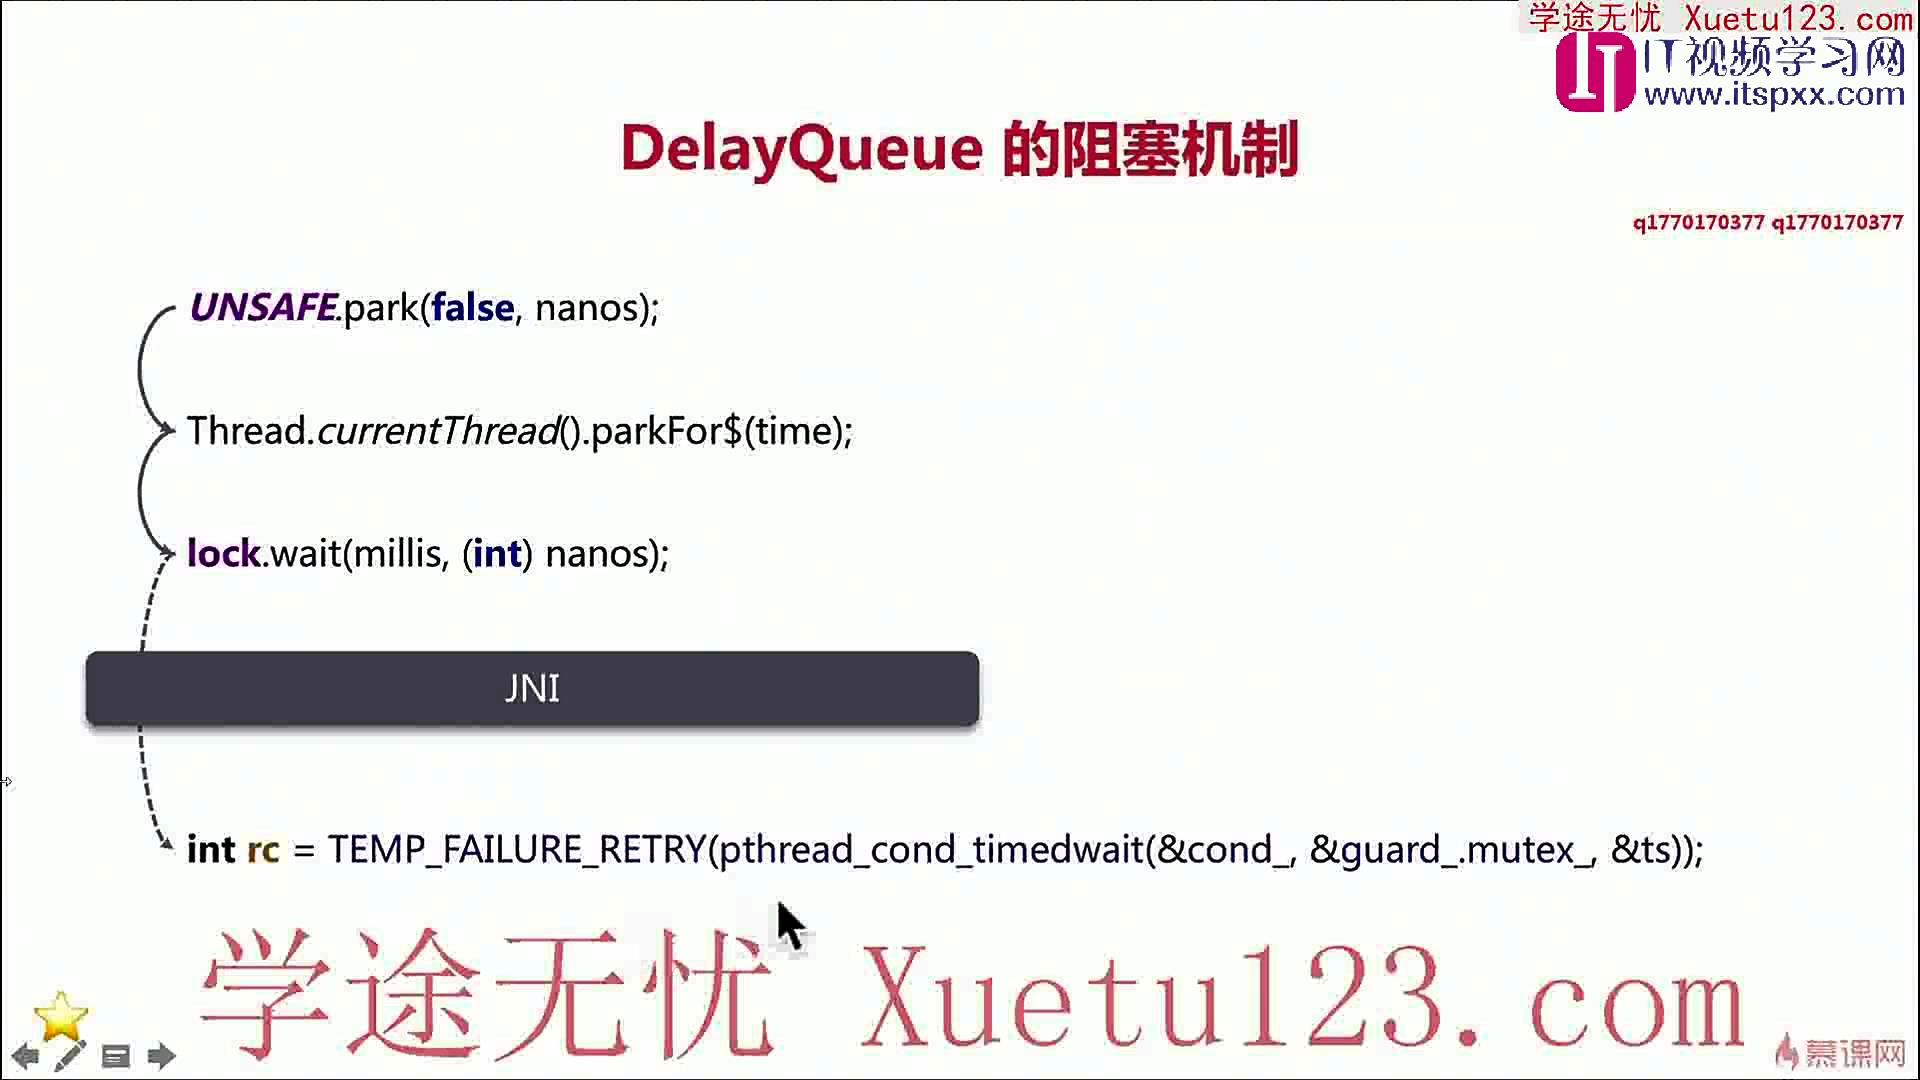 学途无忧 Xuetu123.com
IT视频学习网
www.itspxx.com
DelayQueue 的阻塞机制
q1770170377 q1770170377
UNSAFE.park(false, nanos);
Thread.currentThread().parkFor$(time);
lock.wait(millis, (int) nanos);
JNI
int rc = TEMP_FAILURE_RETRY(pthread_cond_timedwait(&cond_, &guard_.mutex_, &ts));
学途无忧 Xuetu123.com
慕课网